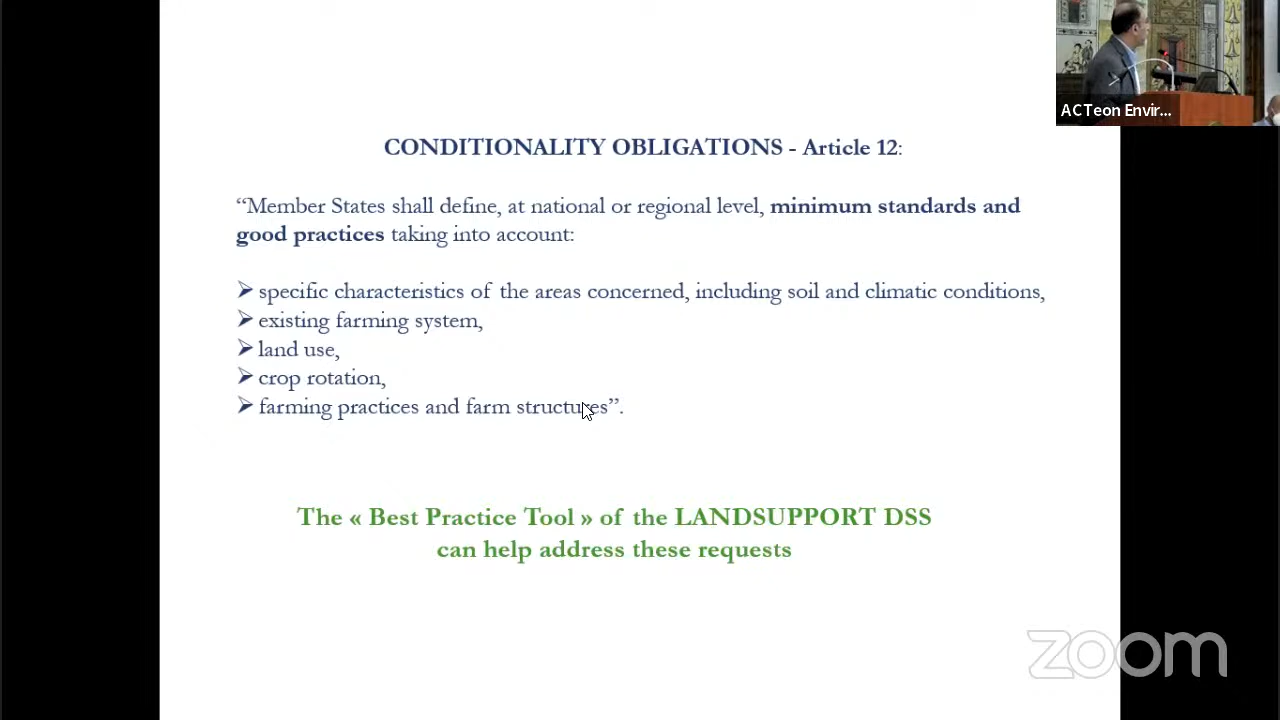 ACTeon Envir...
CONDITIONALITY OBLIGATIONS - Article 12:
“Member States shall define, at national or regional level, minimum standards and
good practices taking into account:
➢ specific characteristics of the areas concerned, including soil and climatic conditions,
➢ existing farming system,
➢ land use,
➢ crop rotation,
➢ farming practices and farm structures”.
The « Best Practice Tool » of the LANDSUPPORT DSS
can help address these requests
zoom